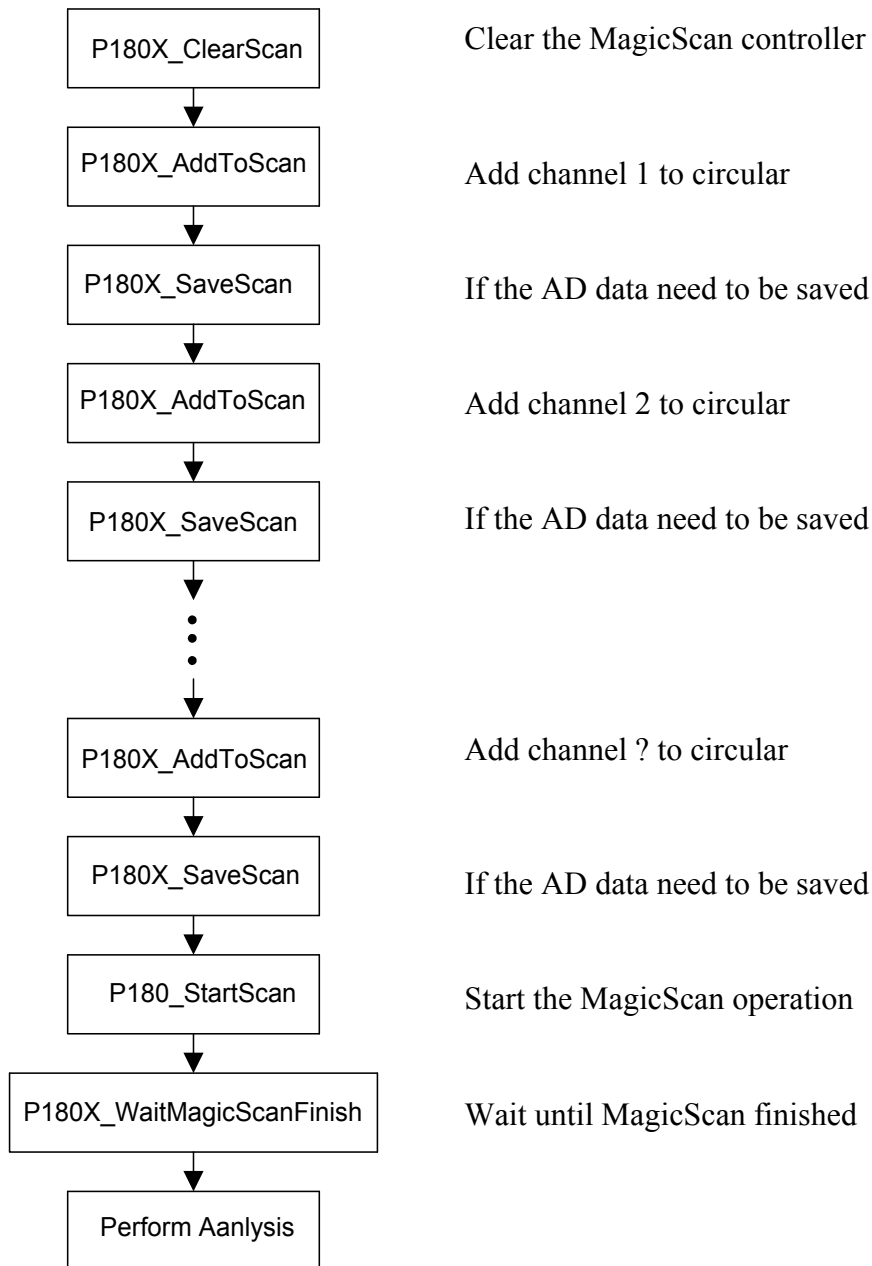 P180X_ClearScan Clear the MagicScan controller
P180X_AddToScan Add channel 1 to circular
P180X_SaveScan If the AD data need to be saved
P180X_AddToScan Add channel 2 to circular
P180X_SaveScan If the AD data need to be saved
P180X_AddToScan Add channel ? to circular
P180X_SaveScan If the AD data need to be saved
P180_StartScan Start the MagicScan operation
P180X_WaitMagicScanFinish Wait until MagicScan finished
Perform Aanlysis